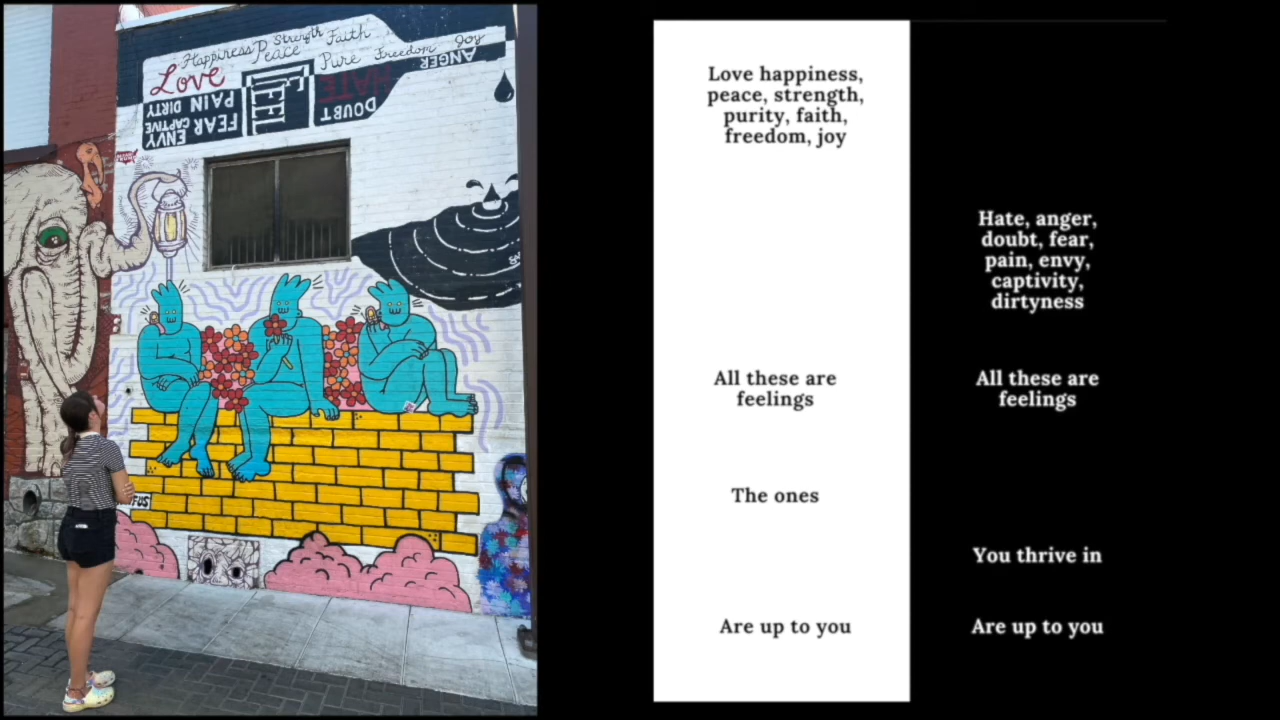 Happiness Strength Faith
Peace
Love Pure Freedom Joy
ANGER
HATE
PAIN DIRTY
FEEL
DOUBT
FEAR CAPTIVE
ENVY
FUS
Love happiness,
peace, strength,
purity, faith,
freedom, joy
Hate, anger,
doubt, fear,
pain, envy,
captivity,
dirtyness
All these are
feelings
All these are
feelings
The ones
You thrive in
Are up to you
Are up to you